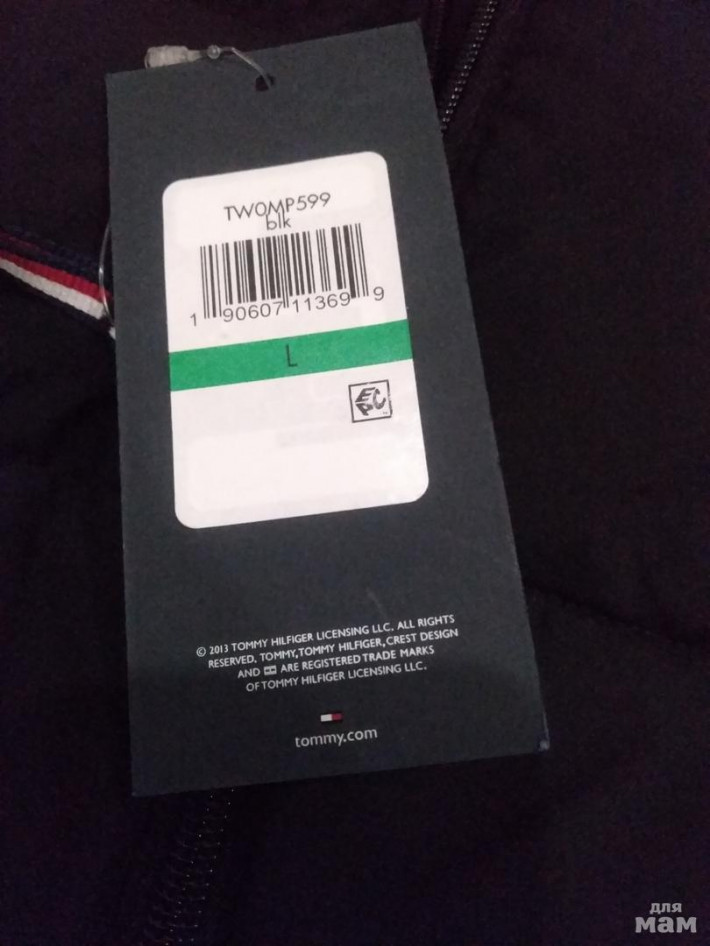 TW0MP599
blk
1 90607 11369 9
L
EPC
© 2013 TOMMY HILFIGER LICENSING LLC. ALL RIGHTS
RESERVED. TOMMY, TOMMY HILFIGER, CREST DESIGN
AND ARE REGISTERED TRADE MARKS
OF TOMMY HILFIGER LICENSING LLC.
tommy.com
для
мам